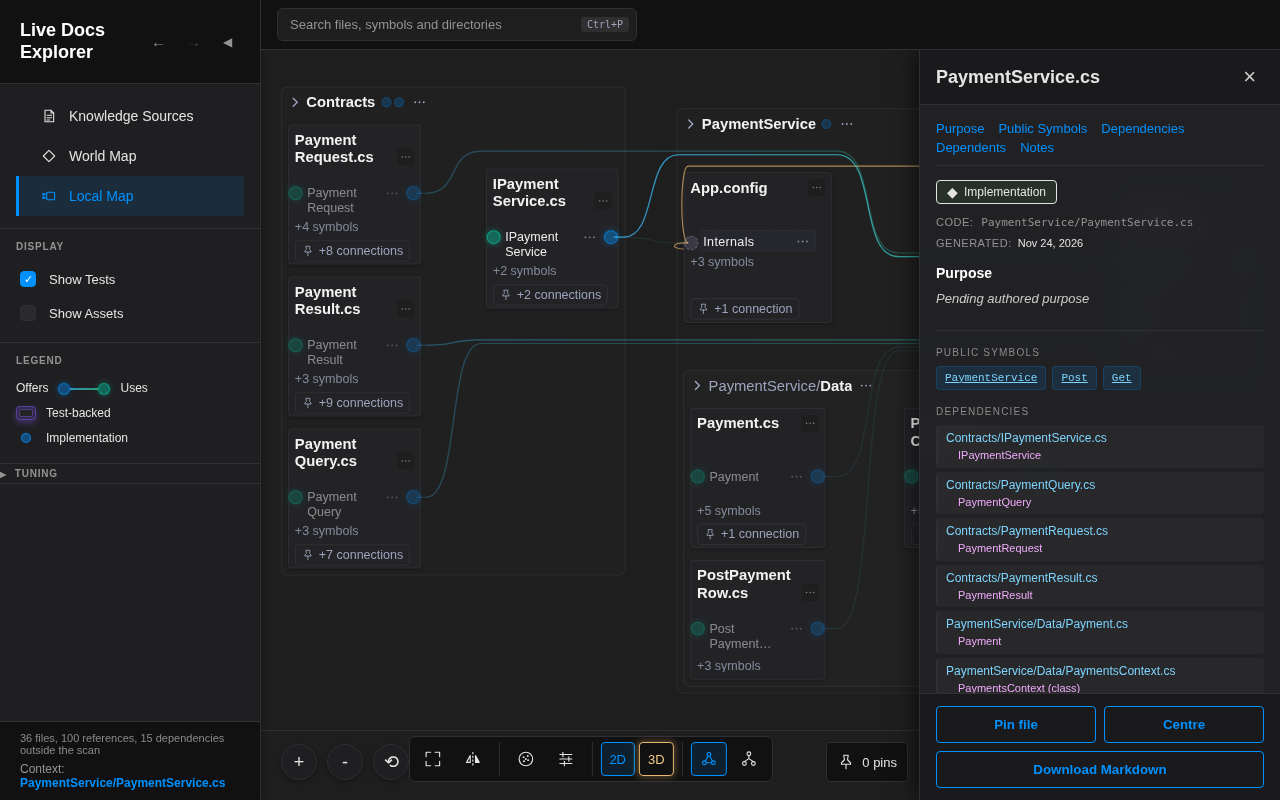 Live Docs
Explorer
← → ◀
Search files, symbols and directories
Ctrl+P
Knowledge Sources
World Map
Local Map
DISPLAY
✓ Show Tests
Show Assets
LEGEND
Offers
Uses
Test-backed
Implementation
▶ TUNING
36 files, 100 references, 15 dependencies
outside the scan
Context:
PaymentService/PaymentService.cs
Contracts ···
Payment
Request.cs ···
Payment
Request ···
+4 symbols
+8 connections
Payment
Result.cs ···
Payment
Result ···
+3 symbols
+9 connections
Payment
Query.cs ···
Payment
Query ···
+3 symbols
+7 connections
IPayment
Service.cs ···
IPayment
Service ···
+2 symbols
+2 connections
PaymentService ···
App.config ···
Internals ···
+3 symbols
+1 connection
PaymentService/Data ···
Payment.cs ···
Payment ···
+5 symbols
+1 connection
PostPayment
Row.cs ···
Post
Payment… ···
+3 symbols
+ - ⟲
2D 3D
0 pins
PaymentService.cs ×
Purpose Public Symbols Dependencies
Dependents Notes
◆ Implementation
CODE: PaymentService/PaymentService.cs
GENERATED: Nov 24, 2026
Purpose
Pending authored purpose
PUBLIC SYMBOLS
PaymentService Post Get
DEPENDENCIES
Contracts/IPaymentService.cs
IPaymentService
Contracts/PaymentQuery.cs
PaymentQuery
Contracts/PaymentRequest.cs
PaymentRequest
Contracts/PaymentResult.cs
PaymentResult
PaymentService/Data/Payment.cs
Payment
PaymentService/Data/PaymentsContext.cs
PaymentsContext (class)
Pin file
Centre
Download Markdown